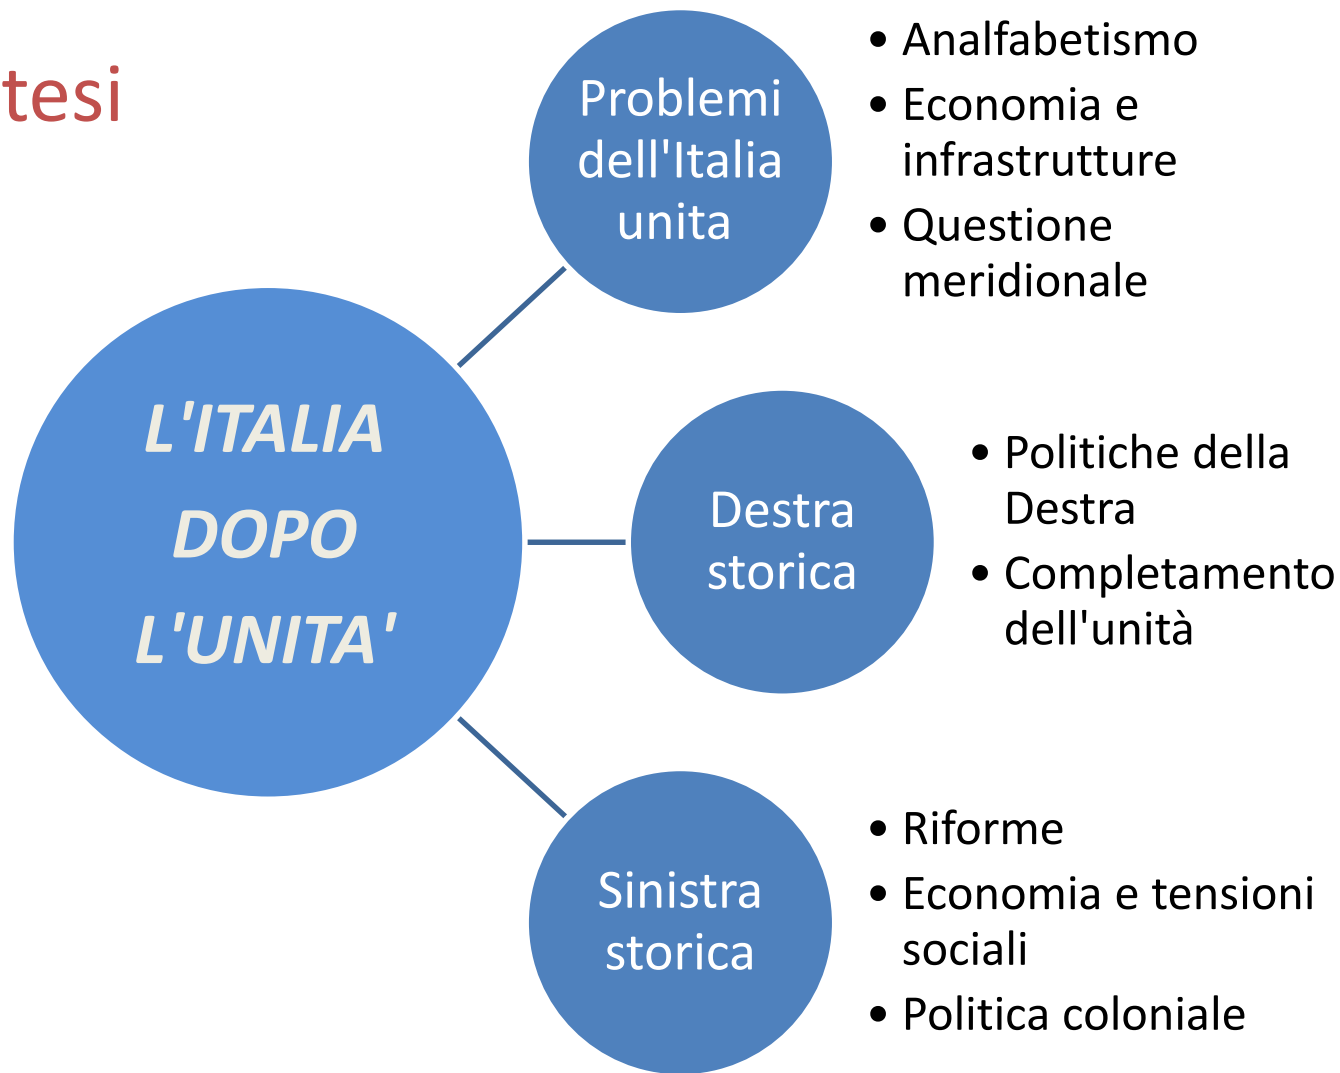 tesi
Problemi
dell'Italia
unita
• Analfabetismo
• Economia e
infrastrutture
• Questione
meridionale
L'ITALIA
DOPO
L'UNITA'
Destra
storica
• Politiche della
Destra
• Completamento
dell'unità
Sinistra
storica
• Riforme
• Economia e tensioni
sociali
• Politica coloniale